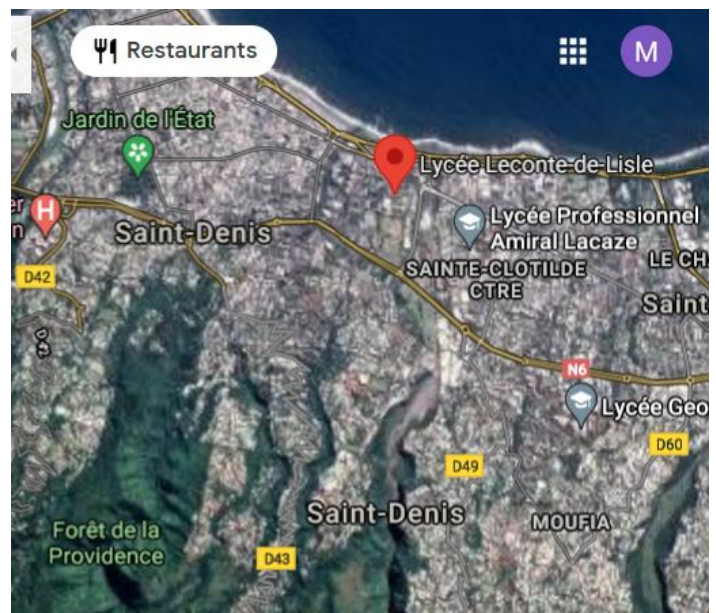 Restaurants
M
Jardin de l'État
Lycée Leconte-de-Lisle
er
H
n
Saint-Denis
Lycée Professionnel
Amiral Lacaze
D42
SAINTE-CLOTILDE
CTRE
LE CH
Saint
N6
Lycée Geo
D60
D49
Saint-Denis
MOUFIA
Forêt de la
Providence
D43